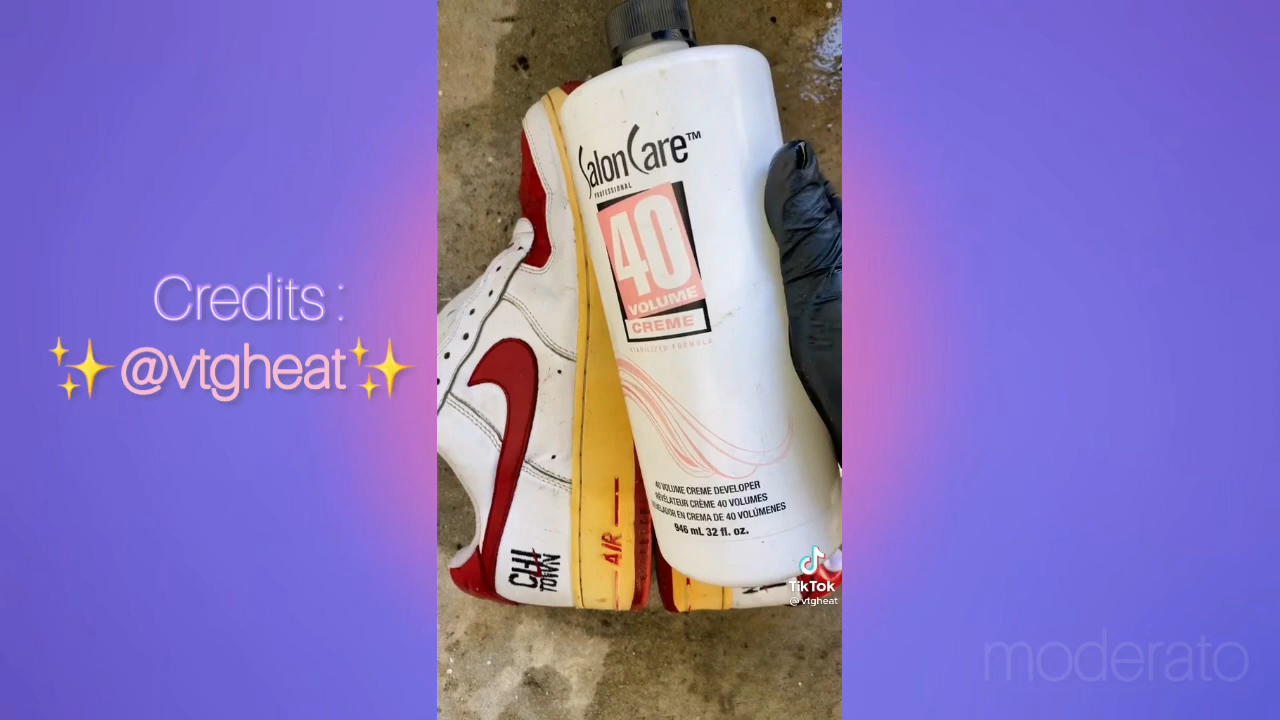 Credits :
✨@vtgheat✨
SalonCare™
PROFESSIONAL
40
VOLUME
CREME
STABILIZED FORMULA
40 VOLUME CREME DEVELOPER
RÉVÉLATEUR CRÈME 40 VOLUMES
REVELADOR EN CREMA DE 40 VOLÚMENES
946 mL 32 fl. oz.
AIR
CHI
TOWN
TikTok
@vtgheat
moderato